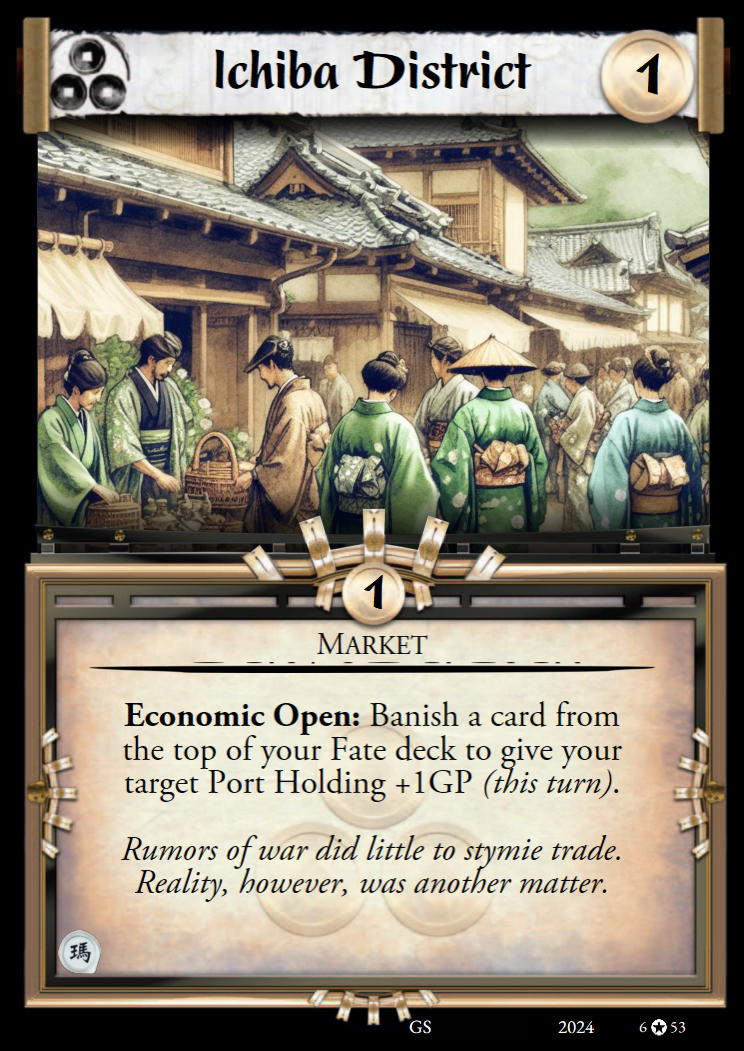 Ichiba District
1
1
Market
Economic Open: Banish a card from
the top of your Fate deck to give your
target Port Holding +1GP (this turn).
Rumors of war did little to stymie trade.
Reality, however, was another matter.
瑪
GS 2024 6 ✪ 53